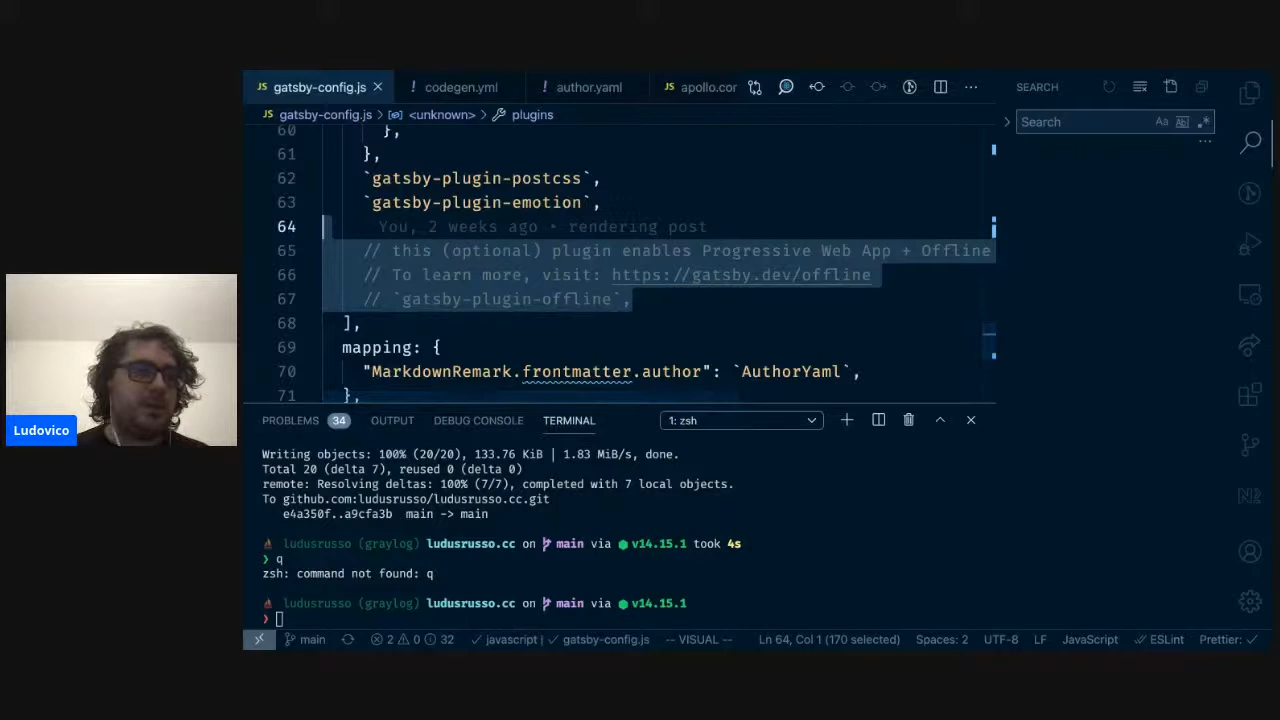 JS gatsby-config.js
! codegen.yml
! author.yaml
JS apollo.cor
JS gatsby-config.js > <unknown> > plugins
60 },
61 },
62 `gatsby-plugin-postcss`,
63 `gatsby-plugin-emotion`,
64 You, 2 weeks ago • rendering post
65 // this (optional) plugin enables Progressive Web App + Offline
66 // To learn more, visit: https://gatsby.dev/offline
67 // `gatsby-plugin-offline`,
68 ],
69 mapping: {
70 "MarkdownRemark.frontmatter.author": `AuthorYaml`,
71 },
SEARCH
Search
Aa
Ludovico
PROBLEMS 34 OUTPUT DEBUG CONSOLE TERMINAL
1: zsh
Writing objects: 100% (20/20), 133.76 KiB | 1.83 MiB/s, done.
Total 20 (delta 7), reused 0 (delta 0)
remote: Resolving deltas: 100% (7/7), completed with 7 local objects.
To github.com:ludusrusso/ludusrusso.cc.git
e4a350f..a9cfa3b main -> main
ludusrusso (graylog) ludusrusso.cc on main via v14.15.1 took 4s
❯ q
zsh: command not found: q
ludusrusso (graylog) ludusrusso.cc on main via v14.15.1
❯
main 2 0 32 ✓ javascript | ✓ gatsby-config.js -- VISUAL -- Ln 64, Col 1 (170 selected) Spaces: 2 UTF-8 LF JavaScript ESLint Prettier: ✓